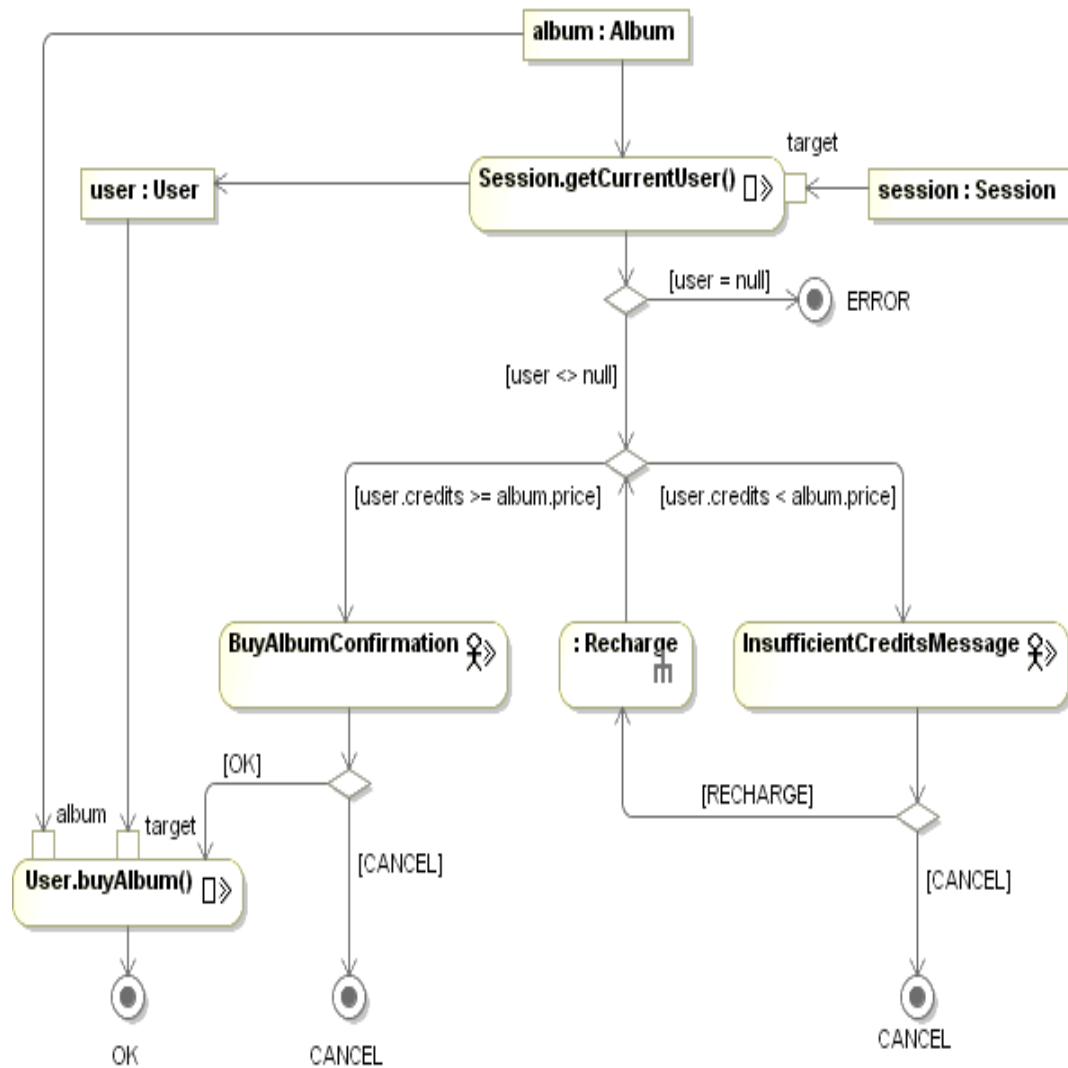 album : Album
target
Session.getCurrentUser()
user : User
session : Session
[user = null]
ERROR
[user <> null]
[user.credits >= album.price]
[user.credits < album.price]
BuyAlbumConfirmation
: Recharge
InsufficientCreditsMessage
[OK]
[RECHARGE]
album
target
[CANCEL]
User.buyAlbum()
[CANCEL]
OK
CANCEL
CANCEL